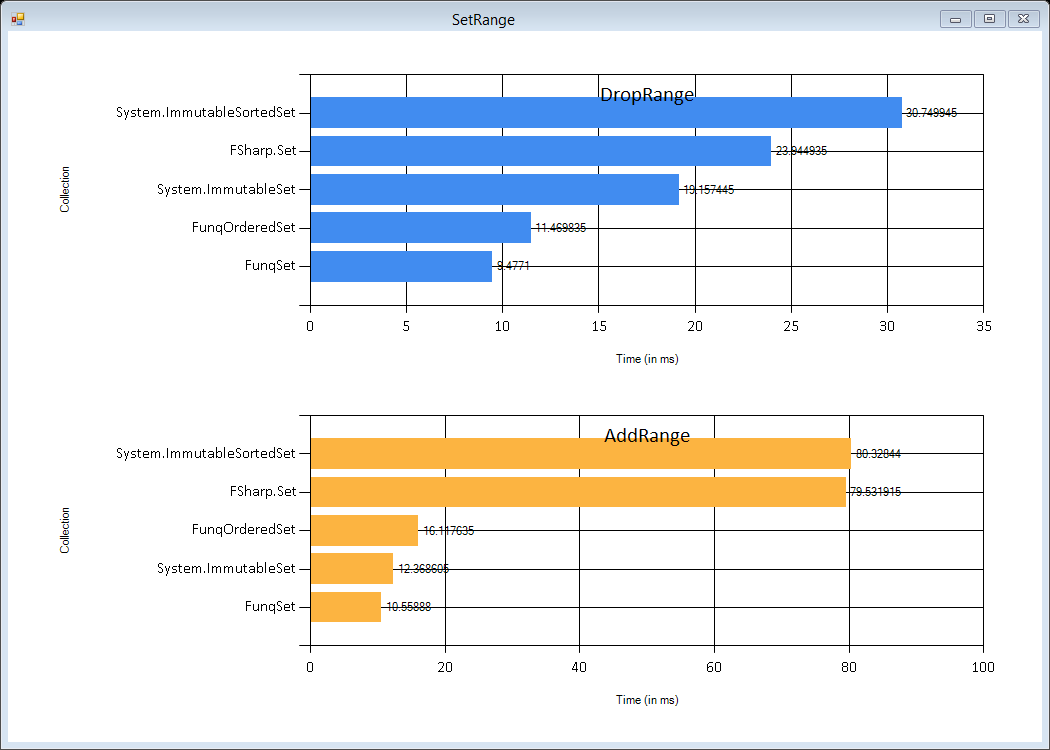 SetRange
DropRange
Collection
System.ImmutableSortedSet
30.749945
FSharp.Set
23.944935
System.ImmutableSet
19.157445
FunqOrderedSet
11.469835
FunqSet
9.4771
0 5 10 15 20 25 30 35
Time (in ms)
AddRange
Collection
System.ImmutableSortedSet
80.32844
FSharp.Set
79.531915
FunqOrderedSet
16.117635
System.ImmutableSet
12.368605
FunqSet
10.55888
0 20 40 60 80 100
Time (in ms)